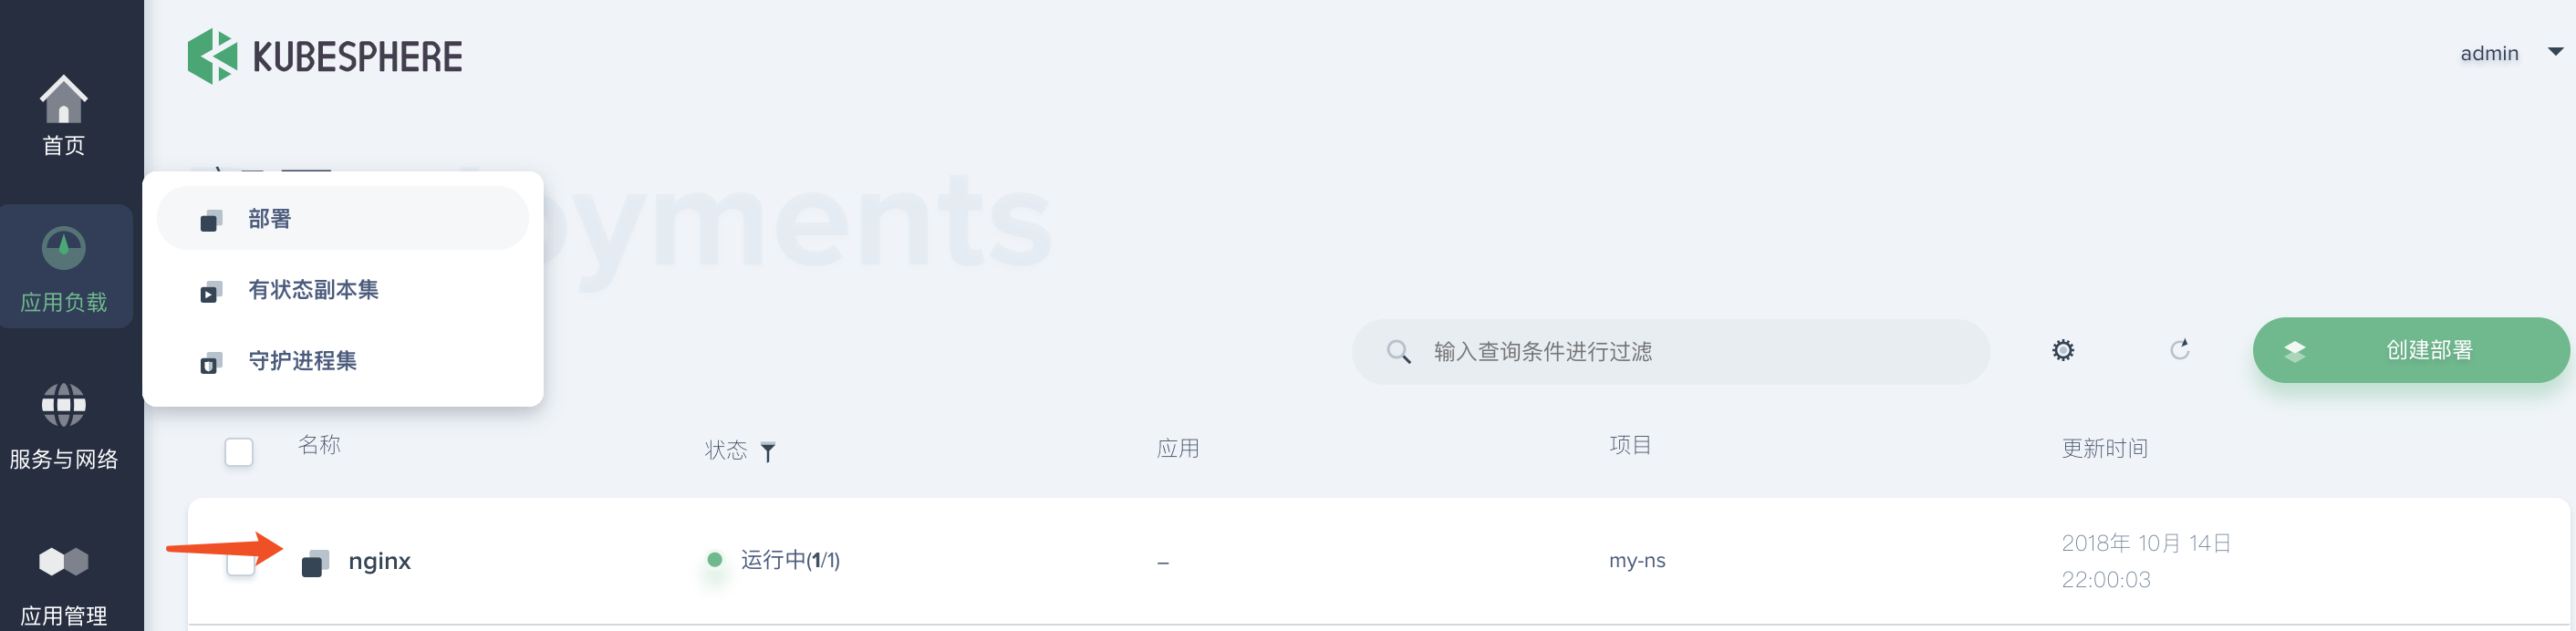 KUBESPHERE
admin
首页
部署
有状态副本集
守护进程集
yments
应用负载
输入查询条件进行过滤
创建部署
服务与网络
名称
状态
应用
项目
更新时间
nginx
运行中(1/1)
–
my-ns
2018年 10月 14日
22:00:03
应用管理